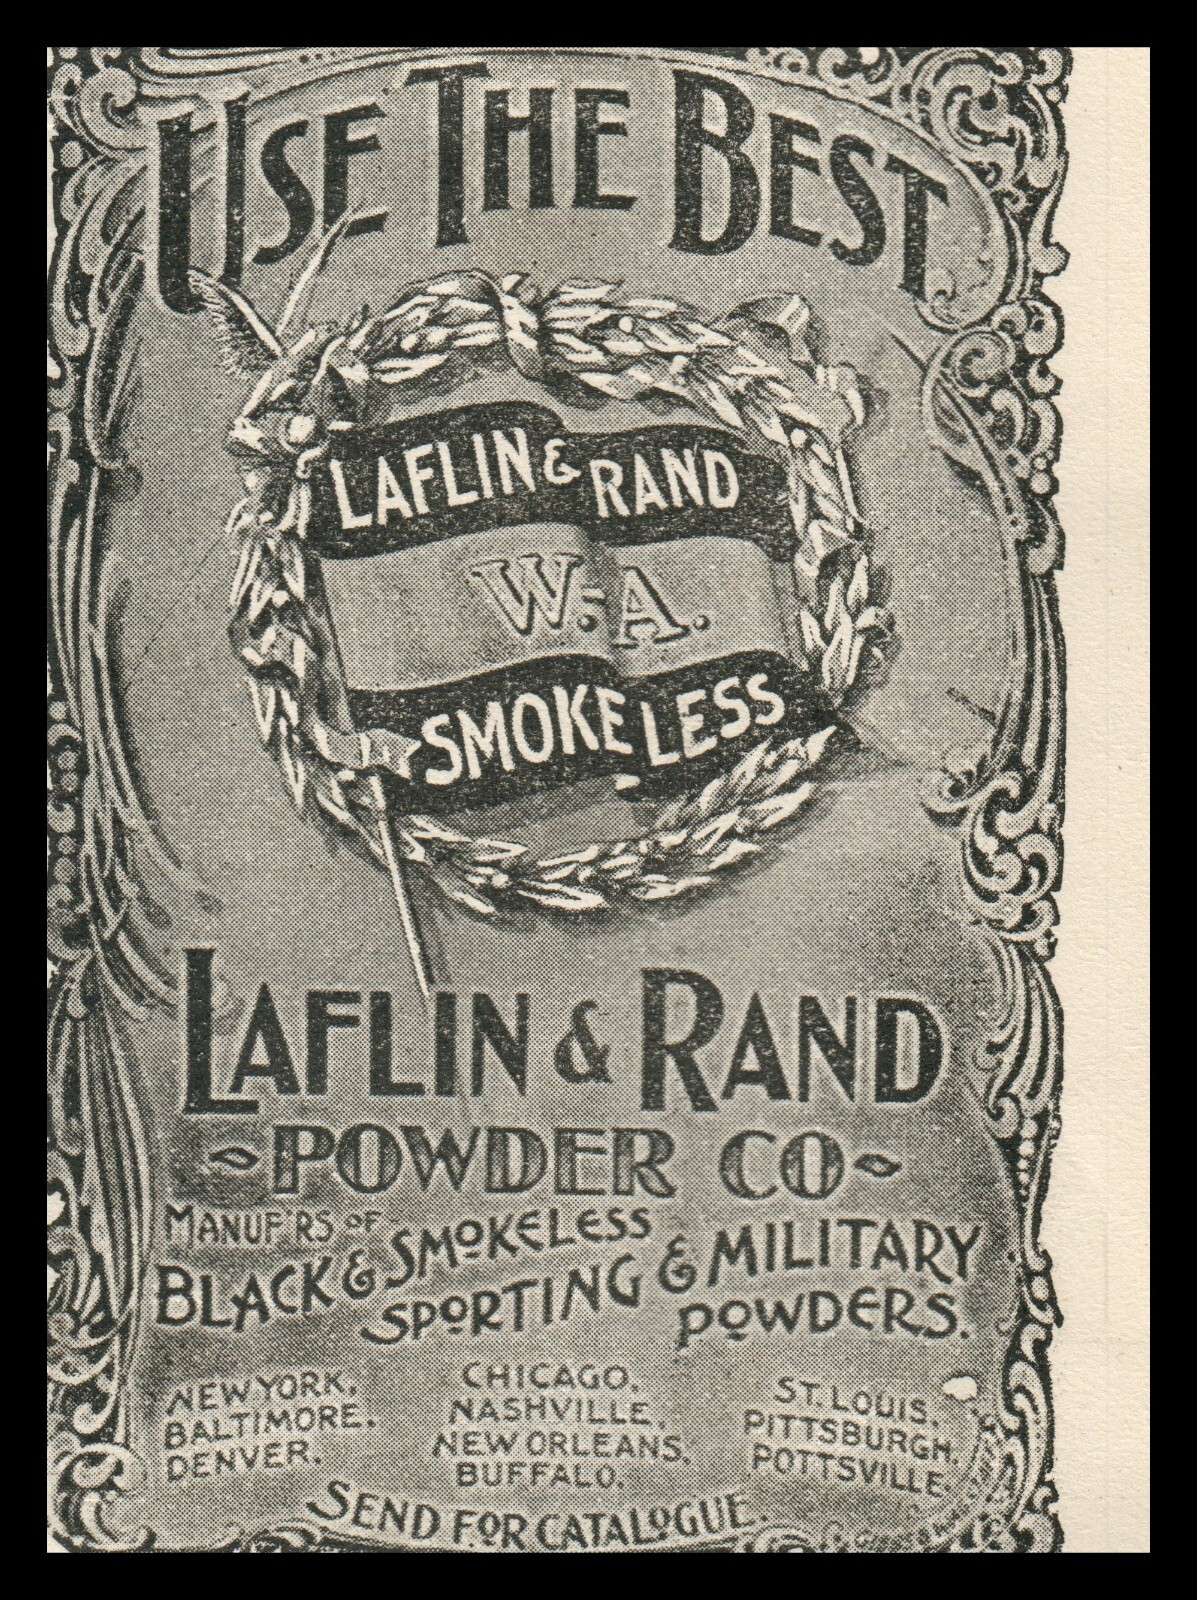 USE THE BEST
LAFLIN & RAND
W. A.
SMOKELESS
LAFLIN & RAND
~POWDER CO~
MANUF'RS OF
BLACK & SMOKELESS
SPORTING & MILITARY
POWDERS.
NEW YORK.
BALTIMORE.
DENVER.
CHICAGO.
NASHVILLE.
NEW ORLEANS.
BUFFALO.
ST. LOUIS.
PITTSBURGH.
POTTSVILLE.
SEND FOR CATALOGUE.